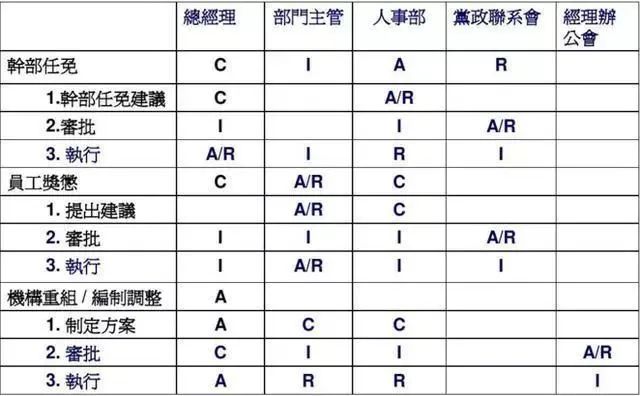 總經理 部門主管 人事部 黨政聯系會 經理辦公會
幹部任免 C I A R
1.幹部任免建議 C A/R
2.審批 I I A/R
3. 執行 A/R I R I
員工獎懲 C A/R C
1. 提出建議 A/R C
2. 審批 I I I A/R
3. 執行 I A/R I I
機構重組 / 編制調整 A
1. 制定方案 A C C
2. 審批 C I I A/R
3. 執行 A R R I